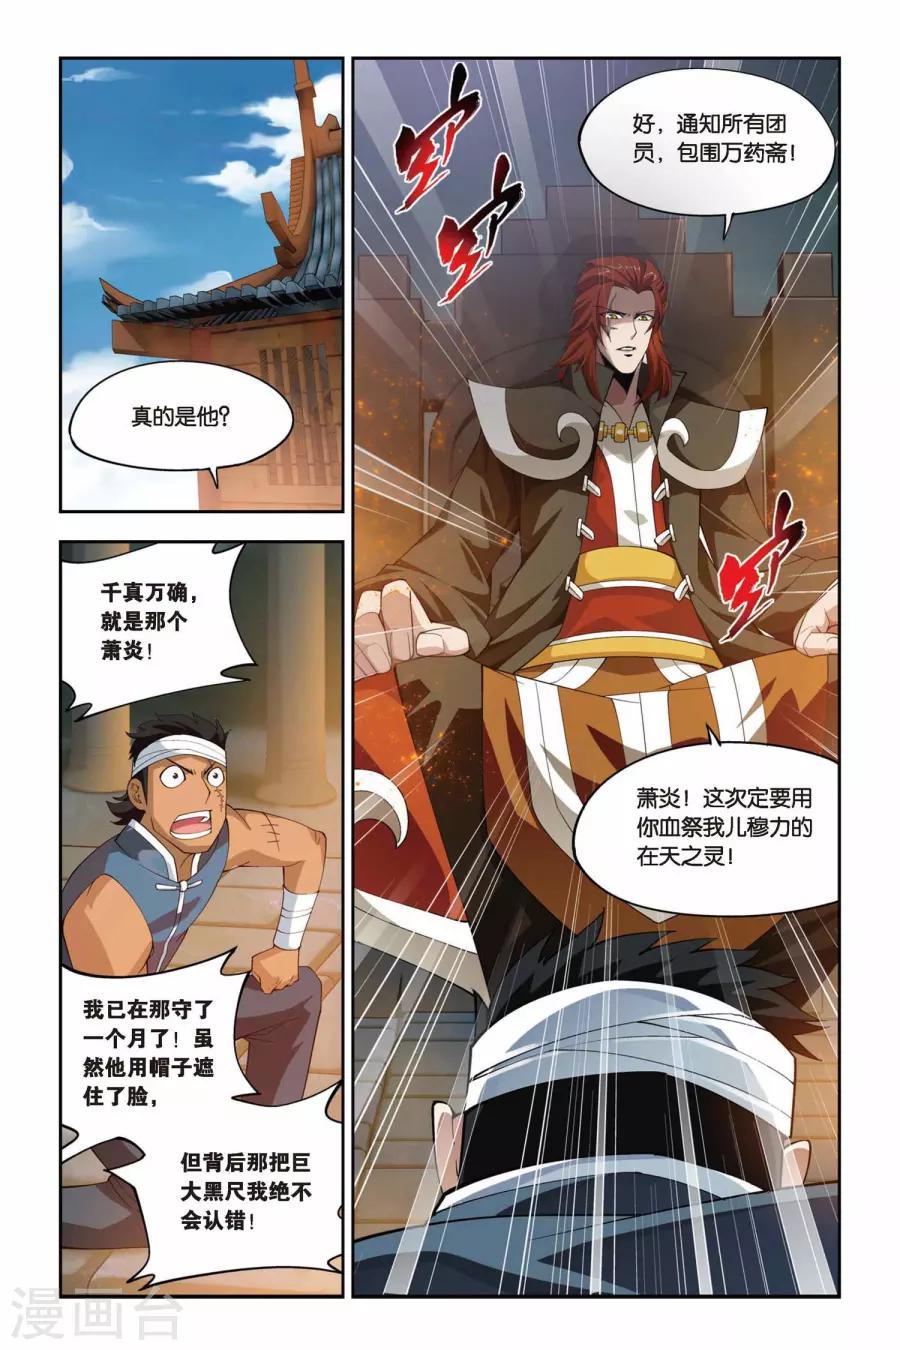 真的是他?
千真万确，
就是那个
萧炎!
我已在那守了
一个月了! 虽
然他用帽子遮
住了脸，
但背后那把巨
大黑尺我绝不
会认错!
好，通知所有团
员，包围万药斋!
萧炎! 这次定要用
你血祭我儿穆力的
在天之灵!
漫画台